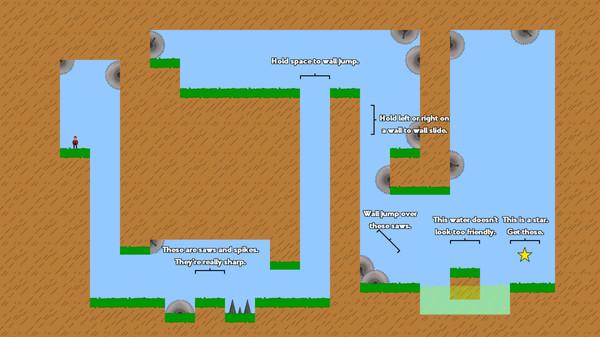 Hold space to wall jump.
Hold left or right on
a wall to wall slide.
Wall jump over
these saws.
This water doesn't
look too friendly.
This is a star.
Get these.
These are saws and spikes.
They're really sharp.